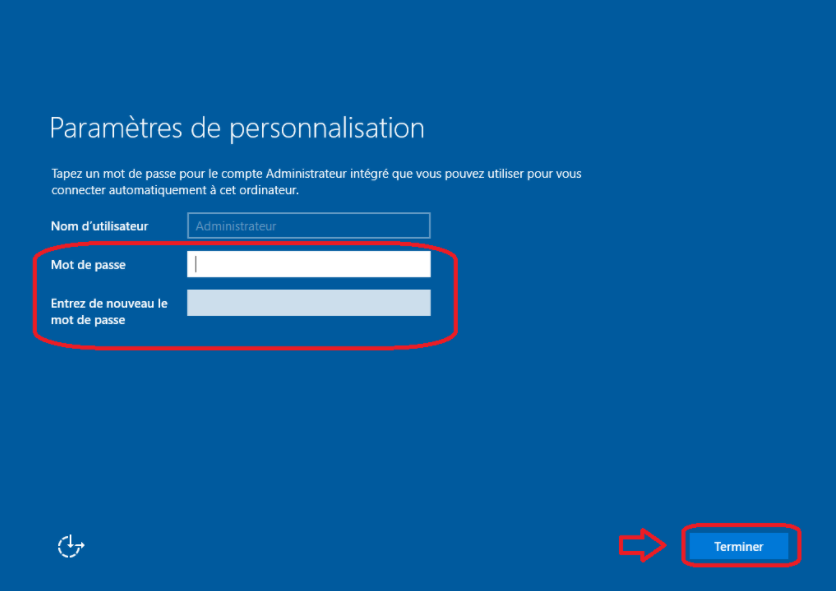 Paramètres de personnalisation
Tapez un mot de passe pour le compte Administrateur intégré que vous pouvez utiliser pour vous
connecter automatiquement à cet ordinateur.
Nom d'utilisateur
Administrateur
Mot de passe
Entrez de nouveau le
mot de passe
Terminer